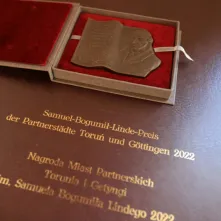 Samuel-Bogumił-Linde-Preis
der Partnerstädte Toruń und Göttingen 2022
Nagroda Miast Partnerskich
Torunia i Getyngi
im. Samuela Bogumiła Lindego 2022